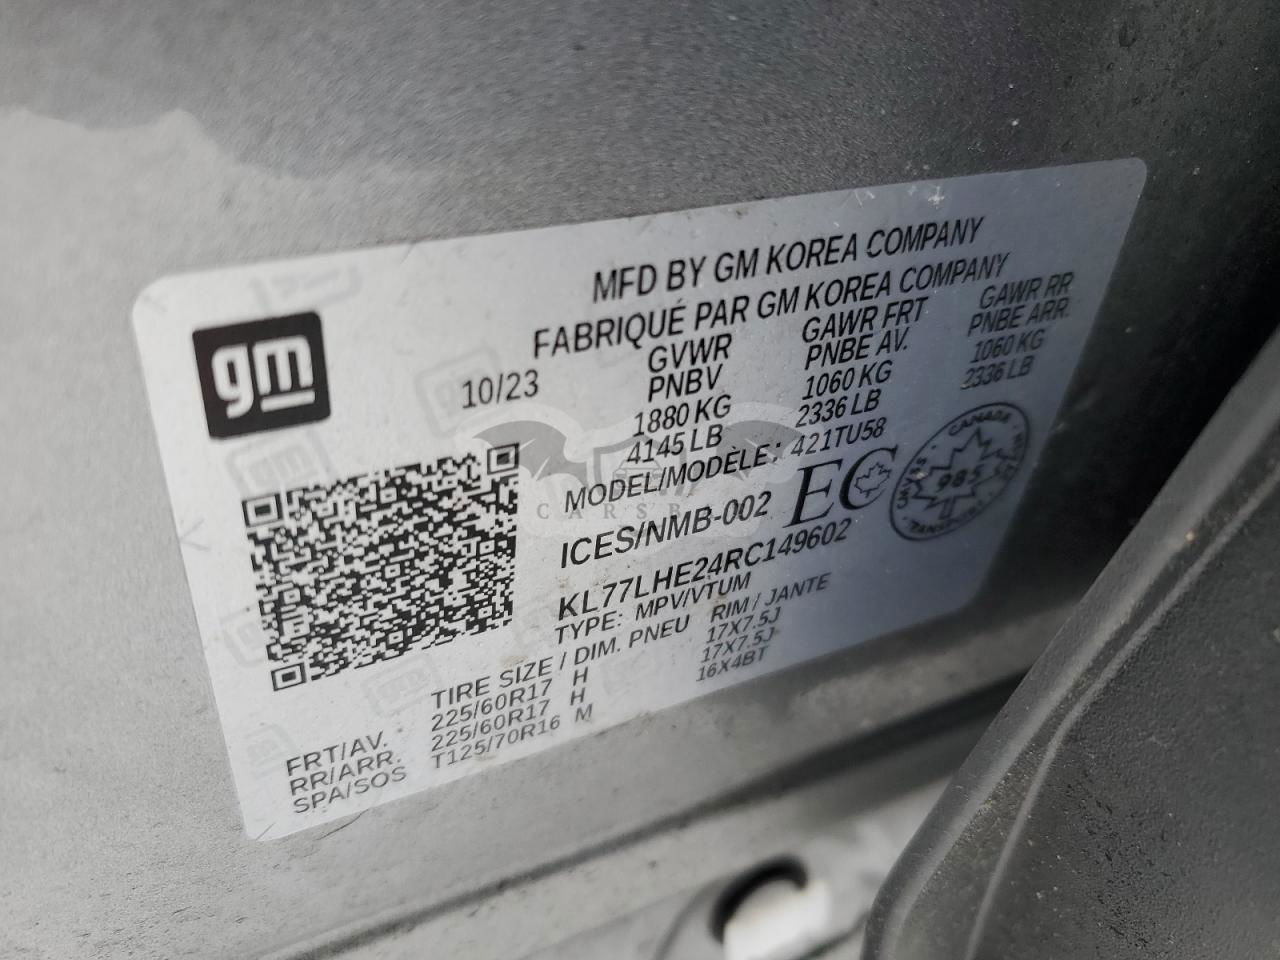 gm
MFD BY GM KOREA COMPANY
FABRIQUÉ PAR GM KOREA COMPANY
10/23
GVWR GAWR FRT GAWR RR
PNBV PNBE AV. PNBE ARR.
1880 KG 1060 KG 1060 KG
4145 LB 2336 LB 2336 LB
MODEL/MODÈLE: 421TU58
ICES/NMB-002 EC
CANADA
985
TRANSPORT
KL77LHE24RC149602
TYPE: MPV/VTUM
TIRE SIZE / DIM. PNEU RIM / JANTE
FRT/AV. 225/60R17 H 17X7.5J
RR/ARR. 225/60R17 H 17X7.5J
SPA/SOS T125/70R16 M 16X4BT